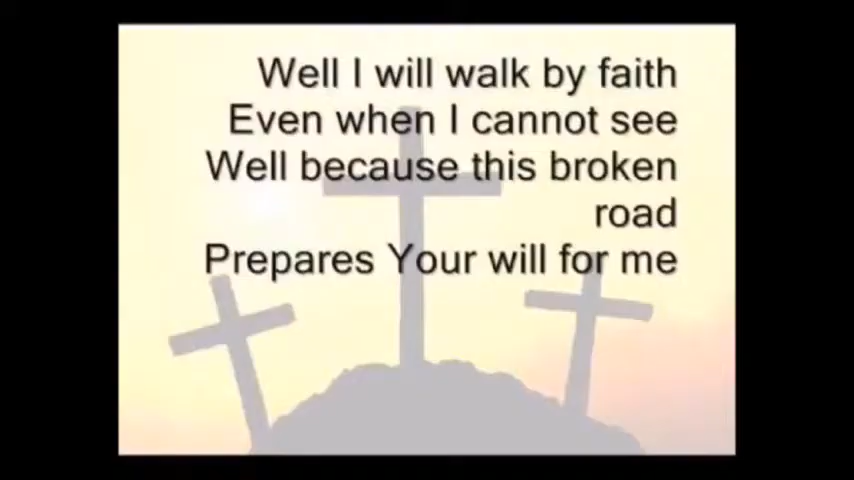 Well I will walk by faith
Even when I cannot see
Well because this broken
road
Prepares Your will for me